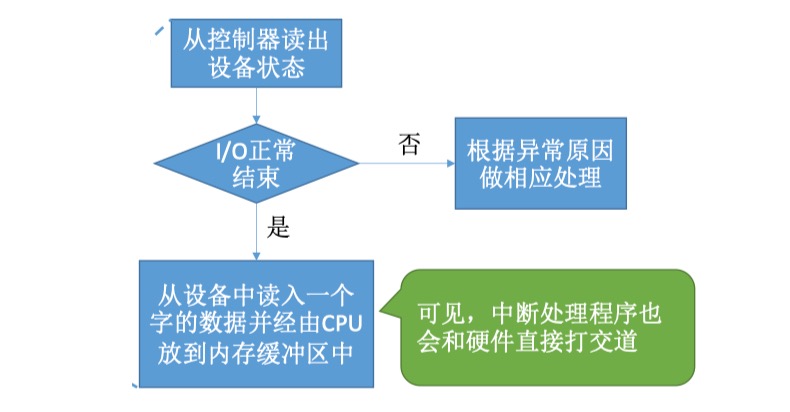 从控制器读出
设备状态
I/O正常
结束
否
根据异常原因
做相应处理
是
从设备中读入一个
字的数据并经由CPU
放到内存缓冲区中
可见，中断处理程序也
会和硬件直接打交道